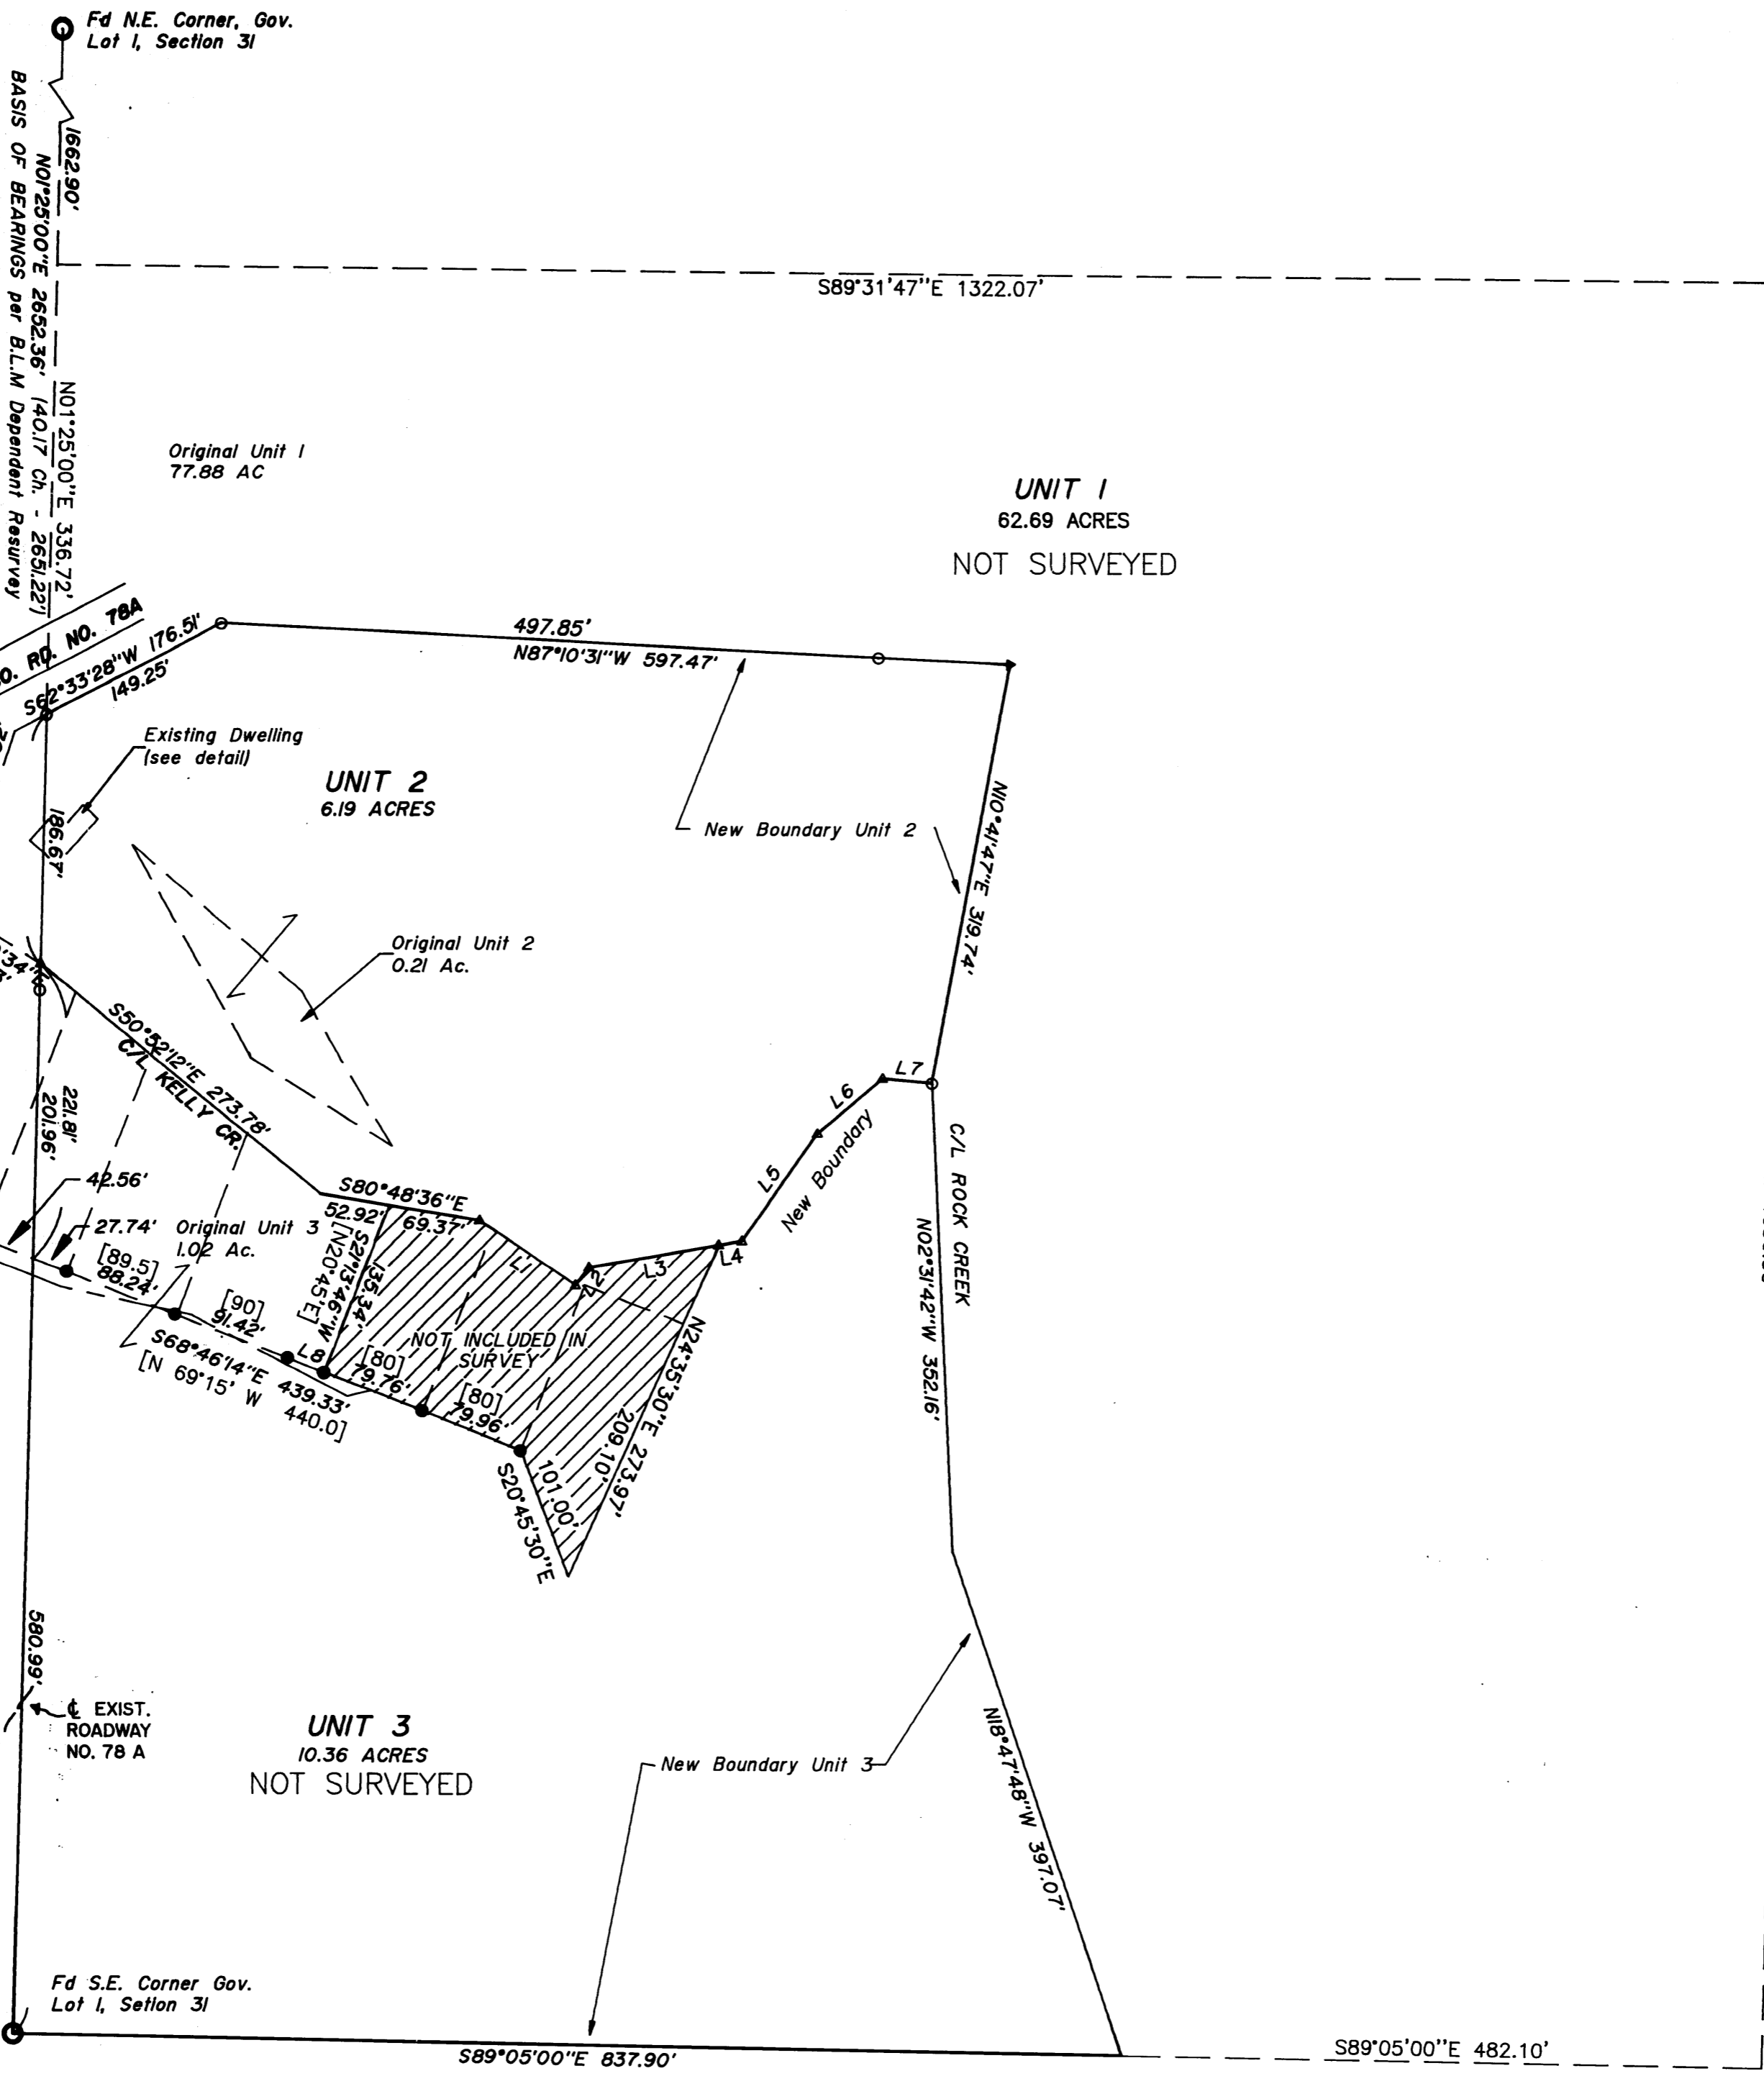 Fd N.E. Corner, Gov.
Lot 1, Section 31
1662.90'
N01°25'00"E 2652.36' (40.17 Ch. - 2651.22')
BASIS OF BEARINGS per B.L.M Dependent Resurvey
N01°25'00"E 336.72'
S89°31'47"E 1322.07'
Original Unit 1
77.88 AC
UNIT 1
62.69 ACRES
NOT SURVEYED
RD. NO. 78A
S62°33'28"W 176.51'
149.25'
497.85'
N87°10'31"W 597.47'
Existing Dwelling
(see detail)
UNIT 2
6.19 ACRES
186.67'
New Boundary Unit 2
N10°41'47"E 319.74'
Original Unit 2
0.21 Ac.
S50°52'12"E 273.78'
C/L KELLY CR.
221.81'
201.96'
L7
L6
L5
New Boundary
C/L ROCK CREEK
N02°31'42"W 352.16'
42.56'
S80°48'36"E
52.92'
69.37'
27.74'
Original Unit 3
1.02 Ac.
[89.5]
88.24'
[90]
91.42'
S21°13'46"W
135.34'
[N20°45'E]
L1
L2
L3
L4
L8
NOT INCLUDED IN
SURVEY
[80]
79.76'
[80]
79.96'
S68°46'14"E 439.33'
[N 69°15' W 440.0]
N24°35'30"E 273.97'
209.10'
101.00'
S20°45'30"E
580.99'
℄ EXIST.
ROADWAY
NO. 78 A
UNIT 3
10.36 ACRES
NOT SURVEYED
New Boundary Unit 3
N18°47'48"W 397.07'
Fd S.E. Corner Gov.
Lot 1, Setion 31
S89°05'00"E 837.90'
S89°05'00"E 482.10'